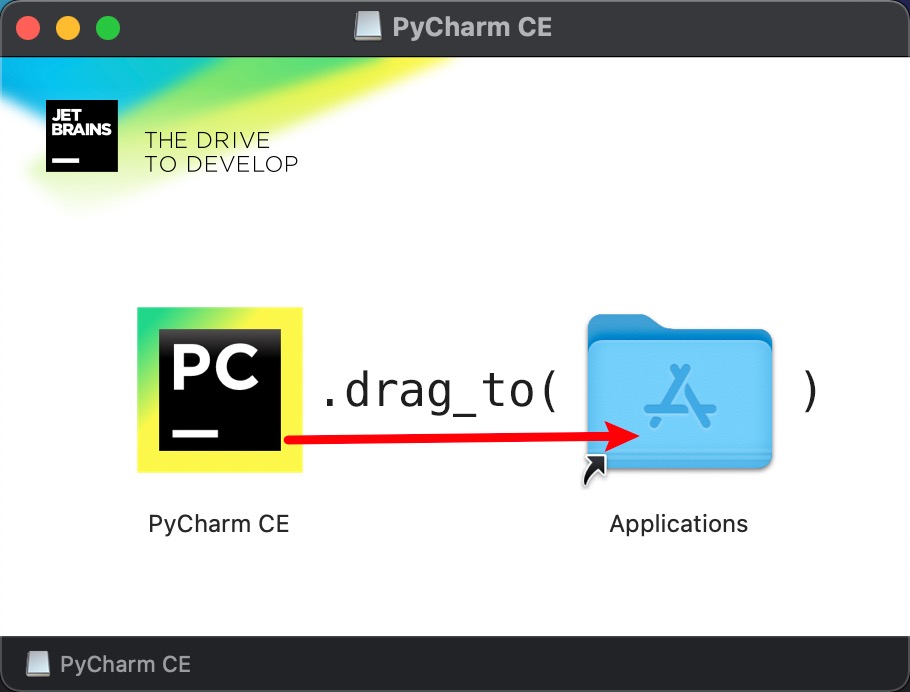 PyCharm CE
JET
BRAINS
THE DRIVE
TO DEVELOP
PC
.drag_to( )
PyCharm CE
Applications
PyCharm CE